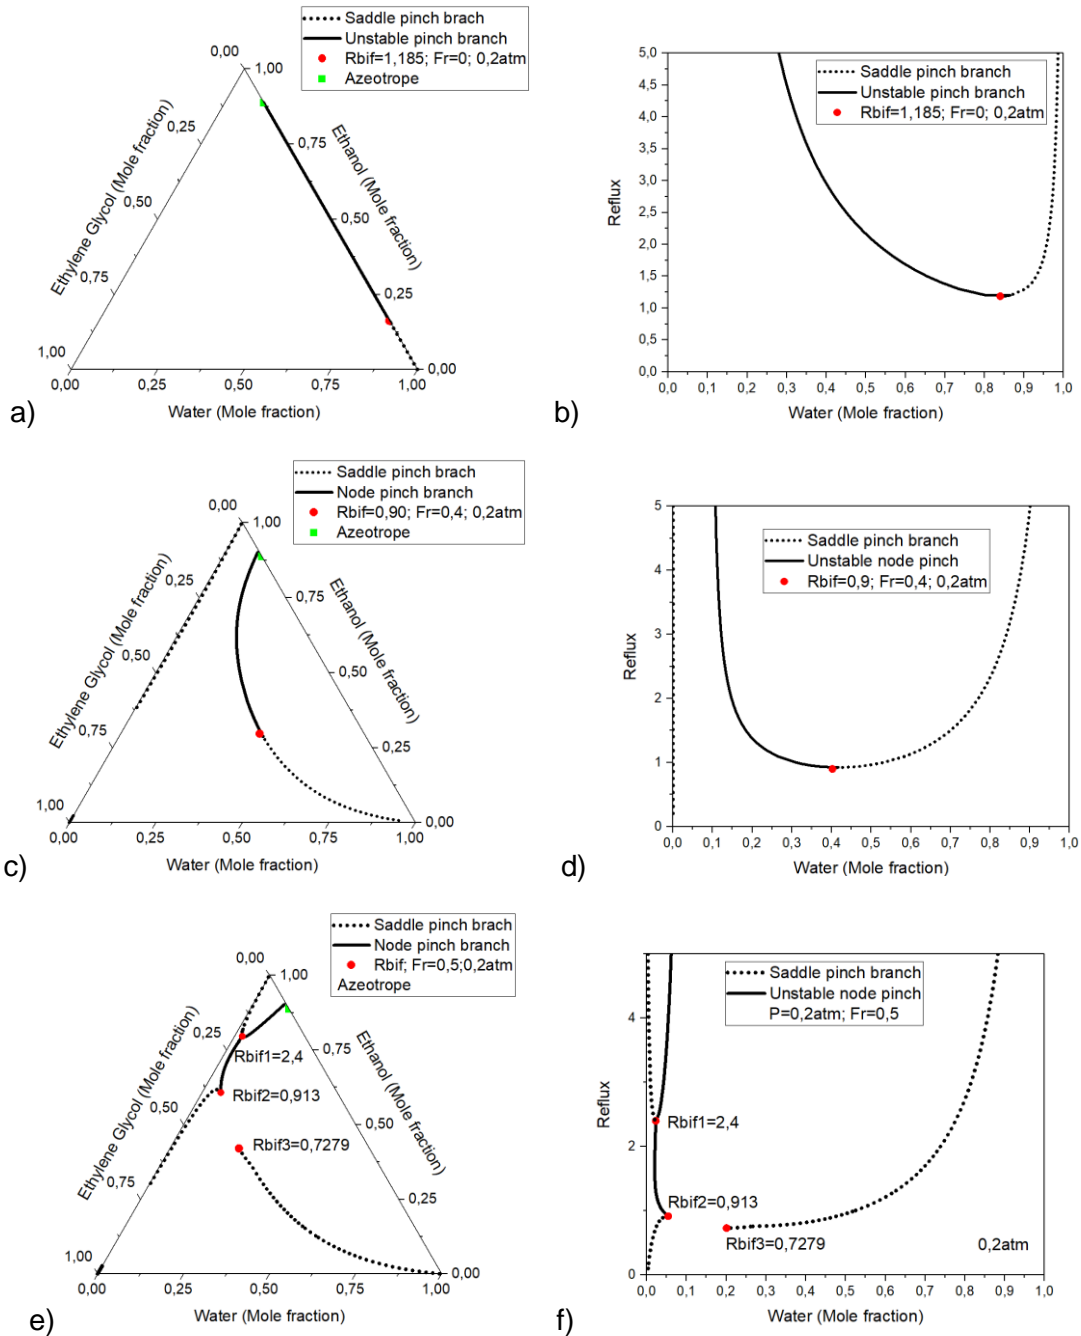 Saddle pinch brach
Unstable pinch branch
Rbif=1,185; Fr=0; 0,2atm
Azeotrope
0,00
1,00
0,25
0,75
0,50
0,50
0,75
0,25
1,00
0,00
0,00
0,25
0,50
0,75
1,00
Ethylene Glycol (Mole fraction)
Ethanol (Mole fraction)
Water (Mole fraction)
a)
5,0
4,5
4,0
3,5
3,0
2,5
2,0
1,5
1,0
0,5
0,0
Reflux
Saddle pinch branch
Unstable pinch branch
Rbif=1,185; Fr=0; 0,2atm
0,0 0,1 0,2 0,3 0,4 0,5 0,6 0,7 0,8 0,9 1,0
Water (Mole fraction)
b)
Saddle pinch brach
Node pinch branch
Rbif=0,90; Fr=0,4; 0,2atm
Azeotrope
0,00
1,00
0,25
0,75
0,50
0,50
0,75
0,25
1,00
0,00
0,00
0,25
0,50
0,75
1,00
Ethylene Glycol (Mole fraction)
Ethanol (Mole fraction)
Water (Mole fraction)
c)
5
4
3
2
1
0
Reflux
Saddle pinch branch
Unstable node pinch
Rbif=0,9; Fr=0,4; 0,2atm
0,0 0,1 0,2 0,3 0,4 0,5 0,6 0,7 0,8 0,9 1,0
Water (Mole fraction)
d)
Saddle pinch brach
Node pinch branch
Rbif; Fr=0,5;0,2atm
Azeotrope
0,00
1,00
0,25
Rbif1=2,4
0,75
Rbif2=0,913
0,50
0,50
Rbif3=0,7279
0,75
0,25
1,00
0,00
0,00
0,25
0,50
0,75
1,00
Ethylene Glycol (Mole fraction)
Ethanol (Mole fraction)
Water (Mole fraction)
e)
4
2
0
Reflux
Saddle pinch branch
Unstable node pinch
P=0,2atm; Fr=0,5
Rbif1=2,4
Rbif2=0,913
Rbif3=0,7279
0,2atm
0,0 0,1 0,2 0,3 0,4 0,5 0,6 0,7 0,8 0,9 1,0
Water (Mole fraction)
f)